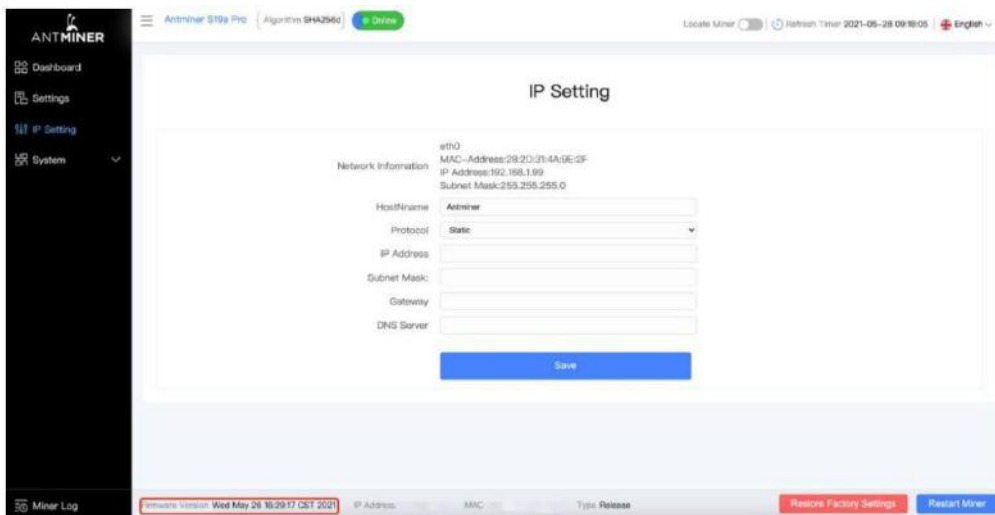 ANTMINER
Antminer S19a Pro Algorithm SHA256d Online
Locate Miner Refresh Timer 2021-05-28 09:18:05 English
Dashboard
Settings
IP Setting
System
IP Setting
Network Information
eth0
MAC-Address:28:2D:31:4A:9E:2F
IP Address:192.168.1.99
Subnet Mask:255.255.255.0
HostNname Antminer
Protocol Static
IP Address
Subnet Mask:
Gateway
DNS Server
Save
Miner Log
Firmware Version Wed May 26 16:29:17 CST 2021 IP Address MAC Type Release
Restore Factory Settings Restart Miner